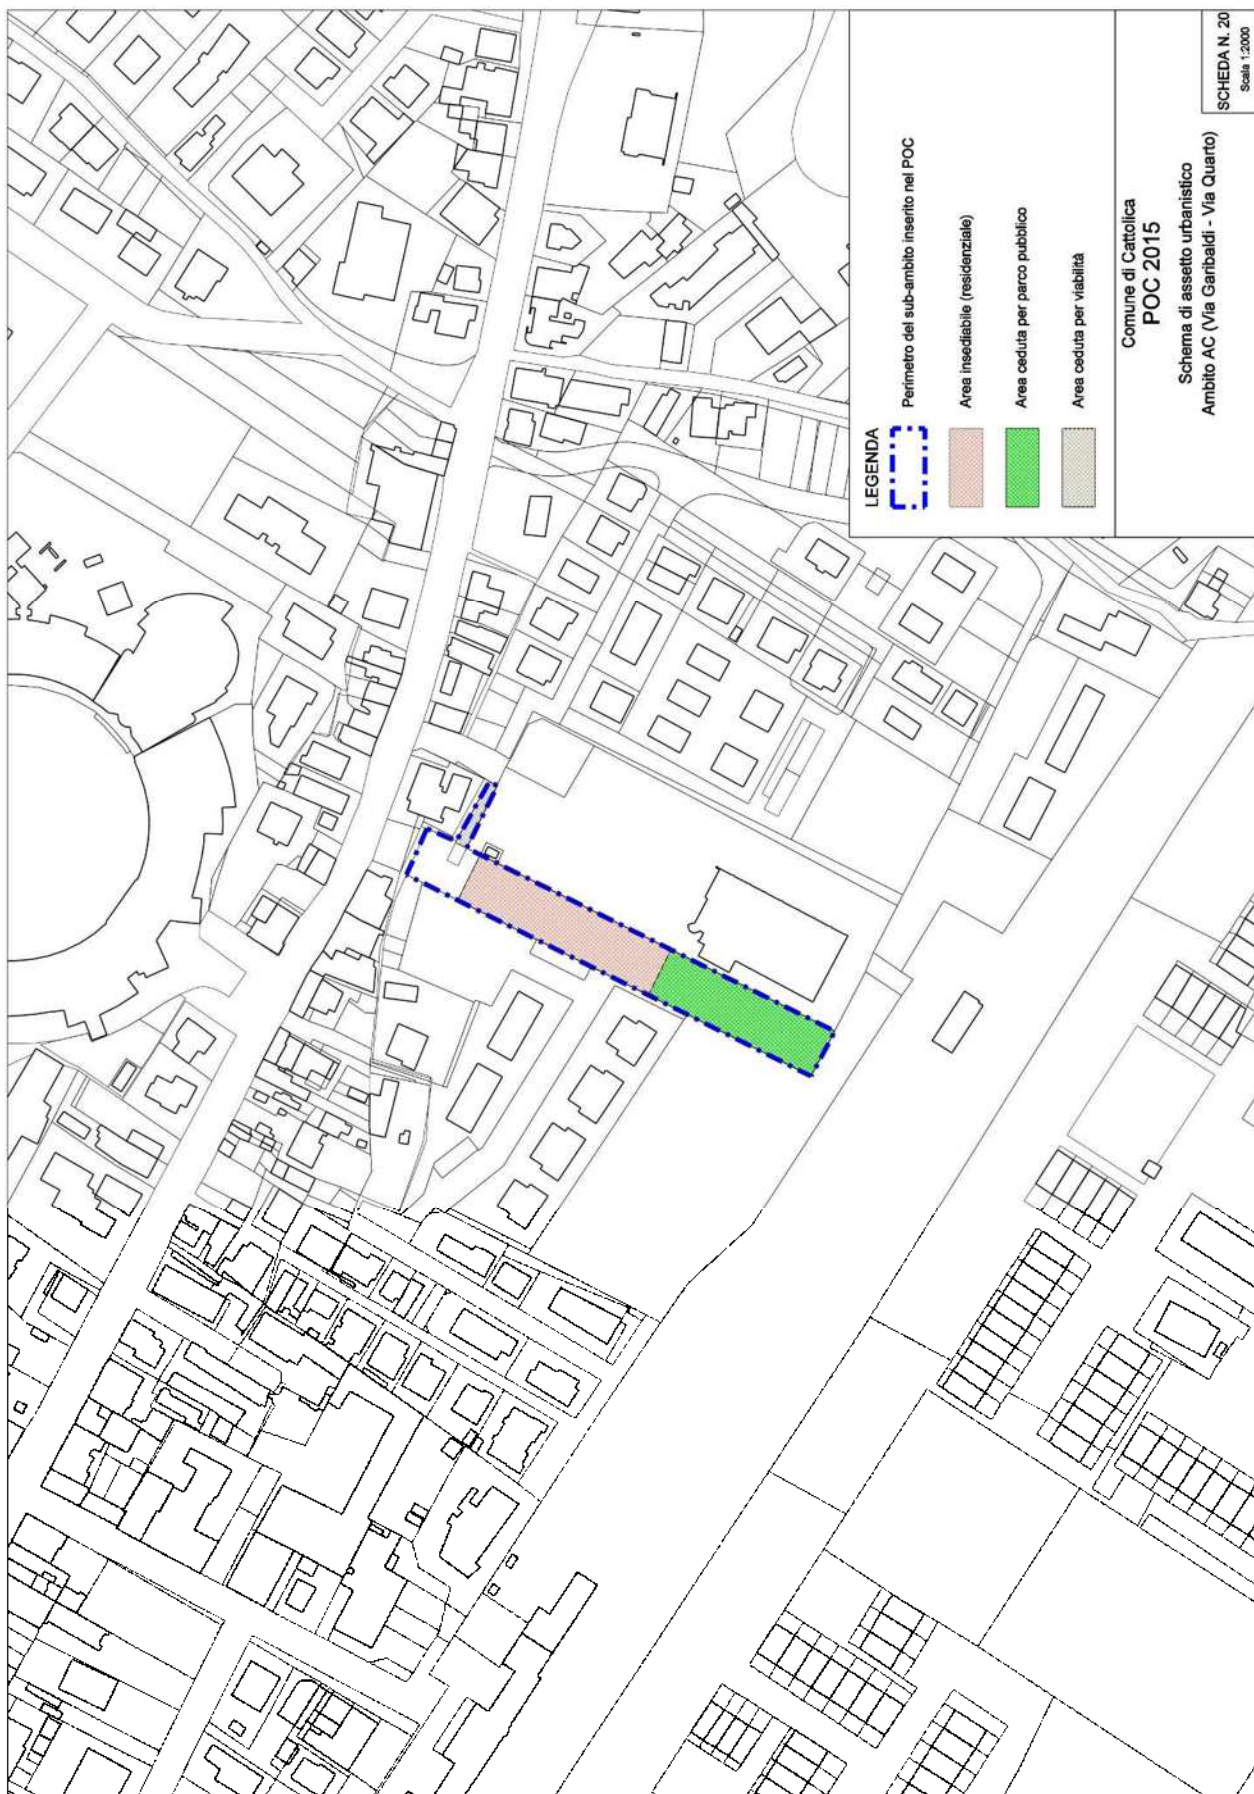 LEGENDA
Perimetro del sub-ambito inserito nel POC
Area insediabile (residenziale)
Area ceduta per parco pubblico
Area ceduta per viabilità
Comune di Cattolica
POC 2015
Schema di assetto urbanistico
Ambito AC (Via Garibaldi - Via Quarto)
SCHEDA N. 20
Scala 1:2000